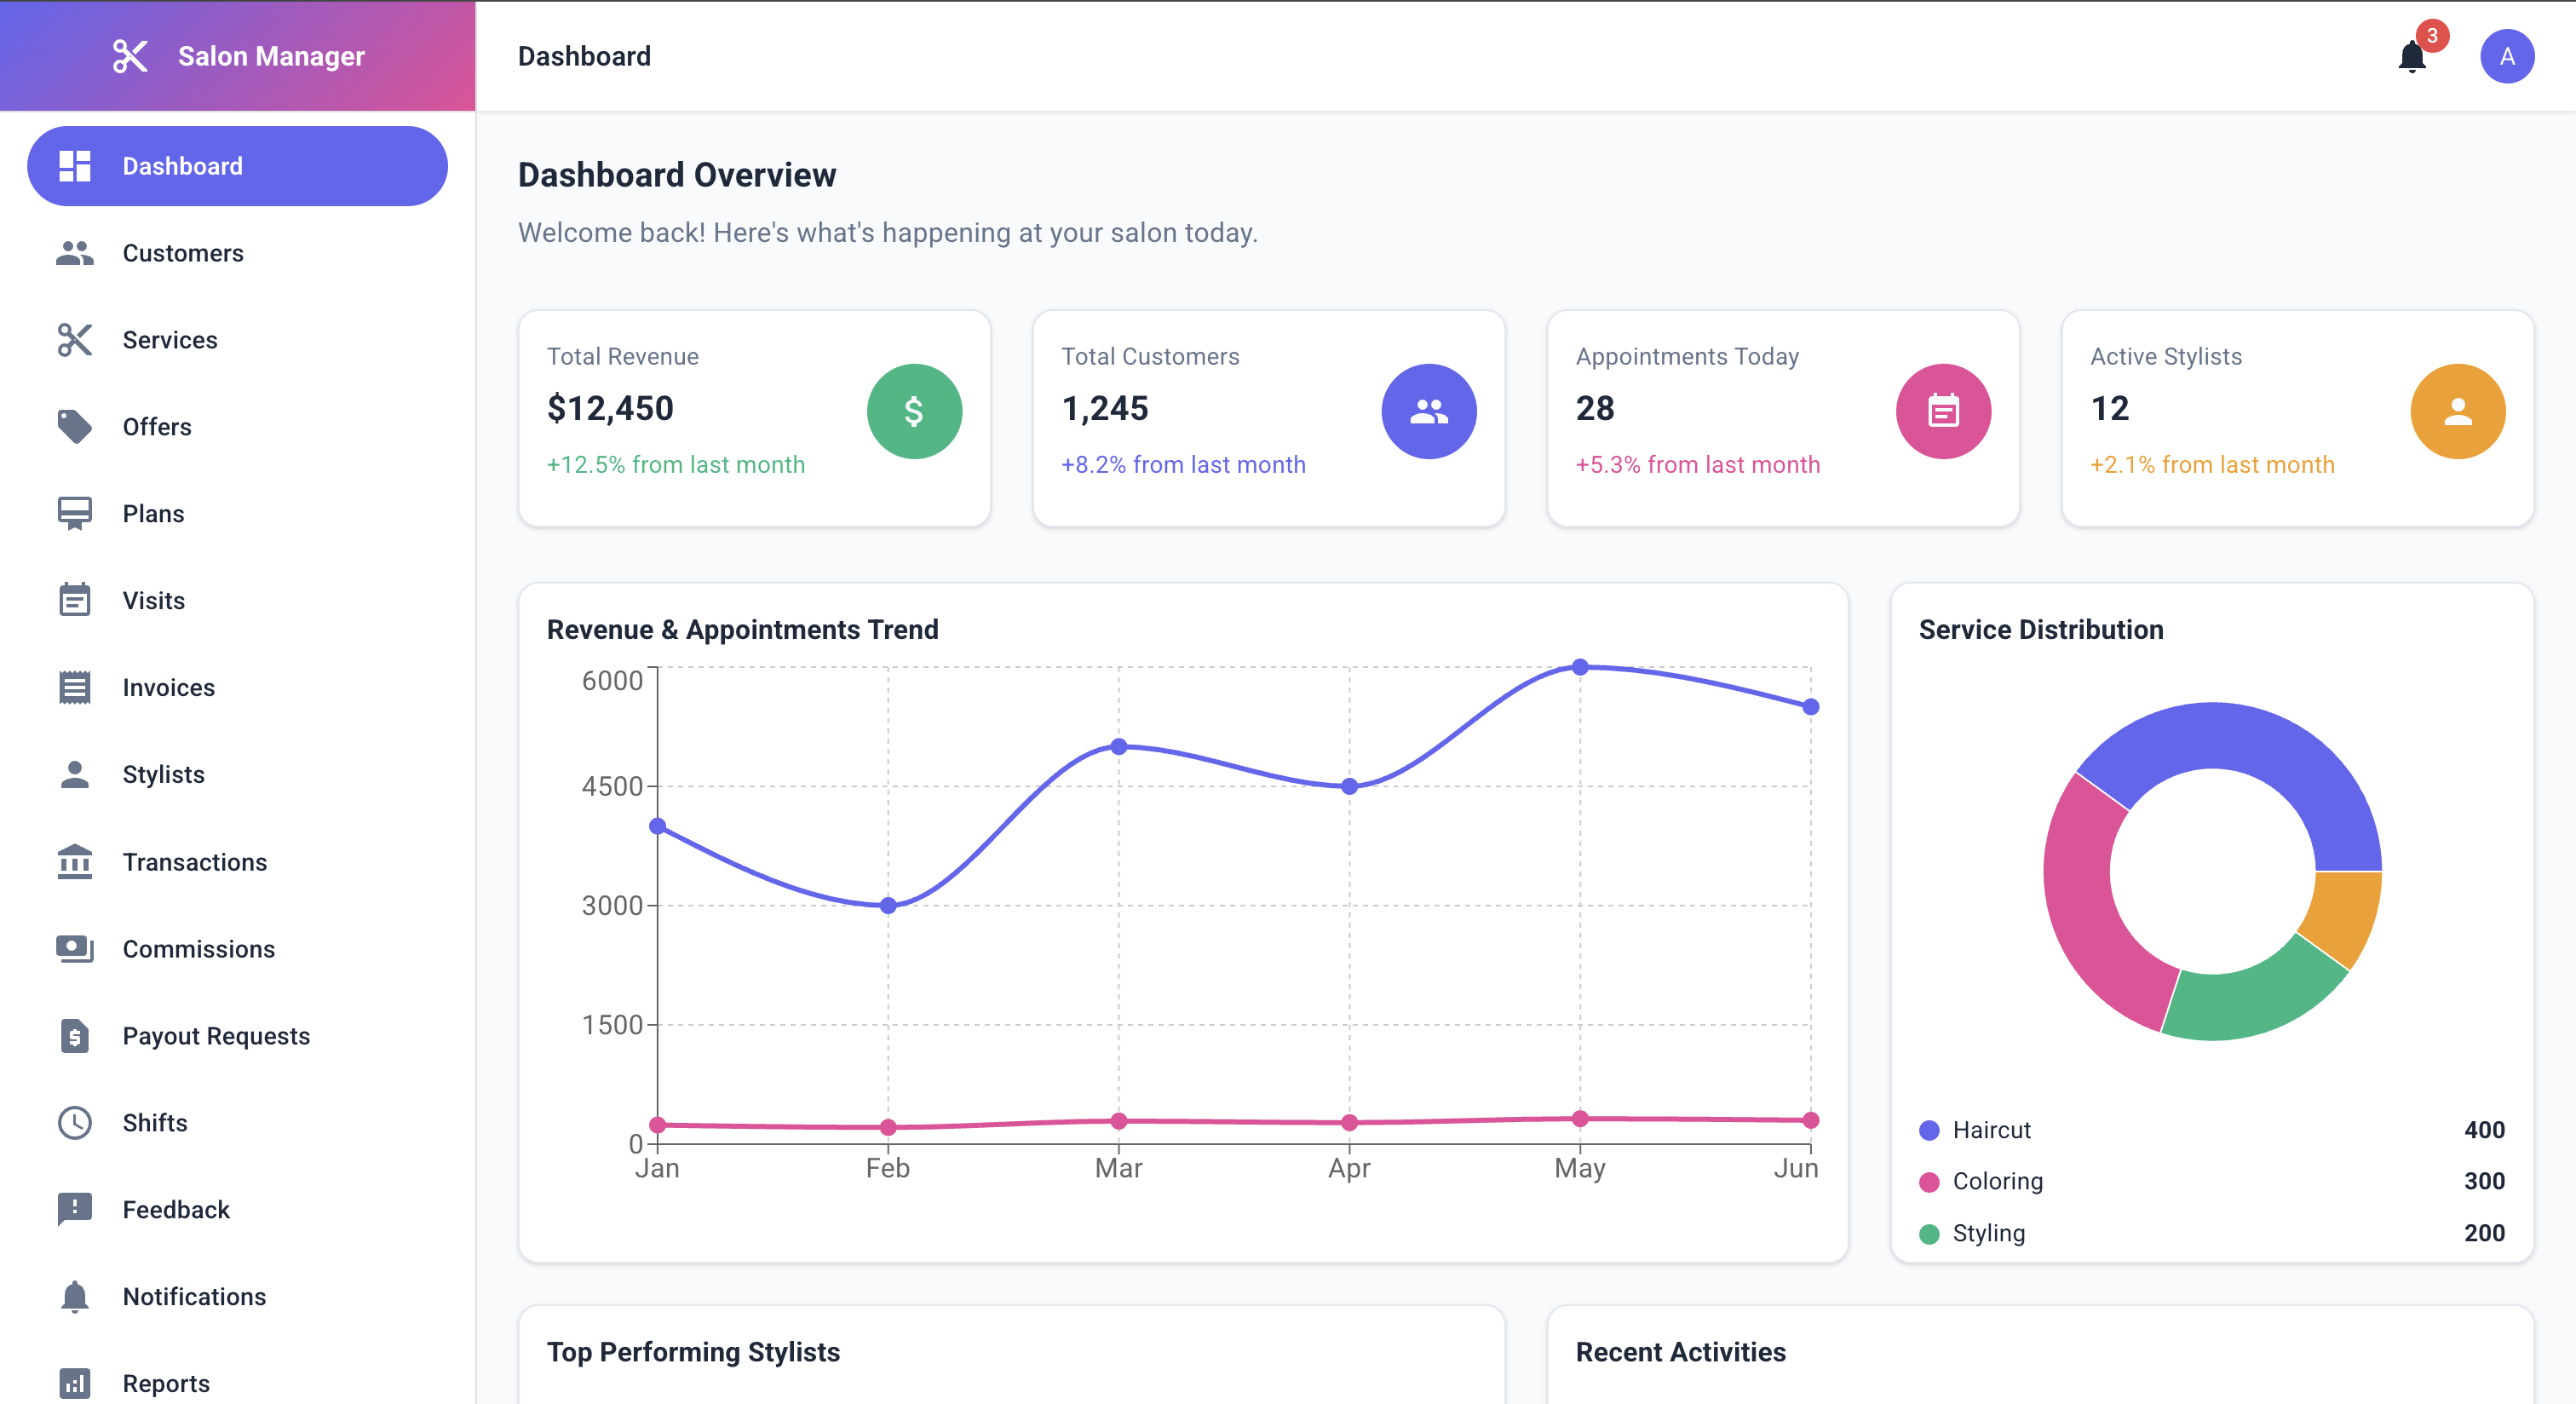 Salon Manager
Dashboard
3
A
Dashboard
Customers
Services
Offers
Plans
Visits
Invoices
Stylists
Transactions
Commissions
Payout Requests
Shifts
Feedback
Notifications
Reports
Dashboard Overview
Welcome back! Here's what's happening at your salon today.
Total Revenue
$12,450
+12.5% from last month
$
Total Customers
1,245
+8.2% from last month
Appointments Today
28
+5.3% from last month
Active Stylists
12
+2.1% from last month
Revenue & Appointments Trend
6000
4500
3000
1500
0
Jan Feb Mar Apr May Jun
Service Distribution
Haircut 400
Coloring 300
Styling 200
Top Performing Stylists
Recent Activities